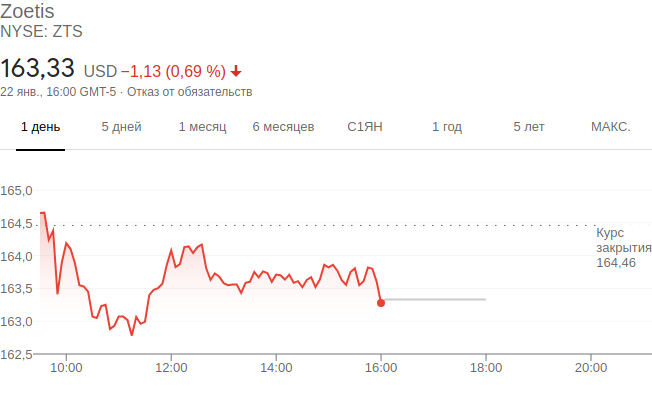 Zoetis
NYSE: ZTS
163,33 USD −1,13 (0,69 %)
22 янв., 16:00 GMT-5 · Отказ от обязательств
1 день 5 дней 1 месяц 6 месяцев С1ЯН 1 год 5 лет МАКС.
165,0
164,5
Курс
закрытия
164,46
164,0
163,5
163,0
162,5
10:00 12:00 14:00 16:00 18:00 20:00